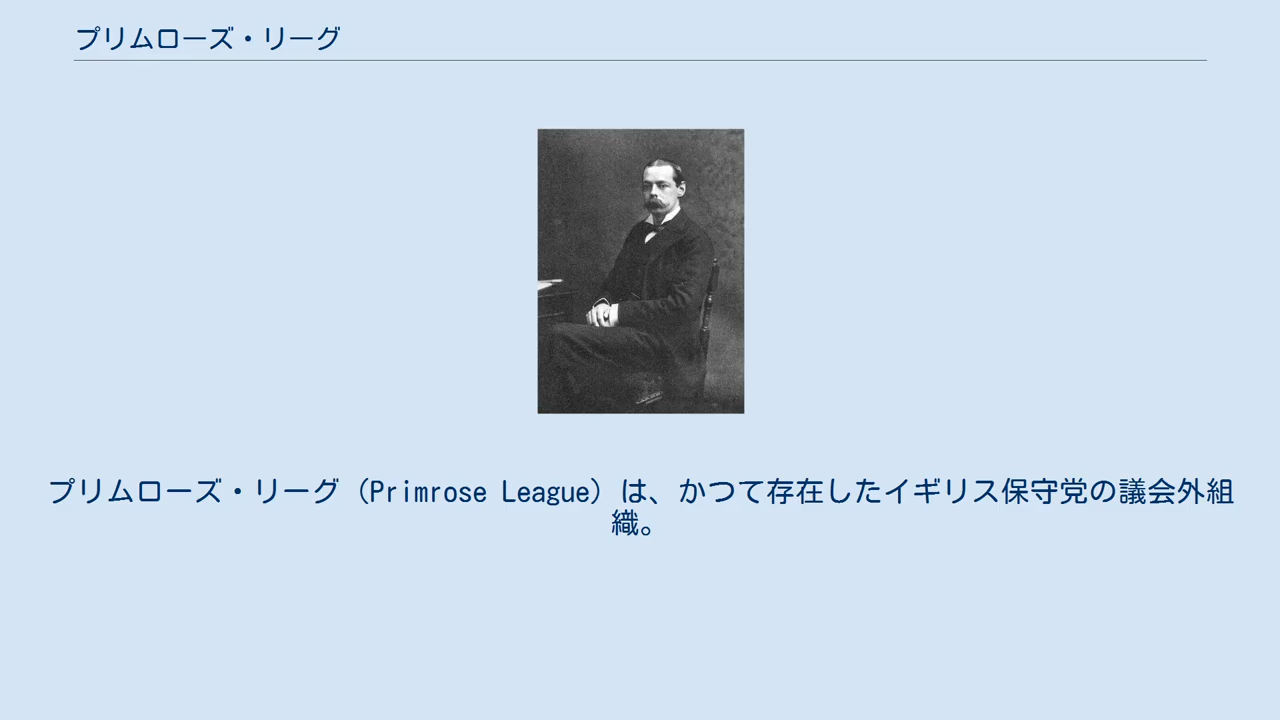 プリムローズ・リーグ
プリムローズ・リーグ（Primrose League）は、かつて存在したイギリス保守党の議会外組
織。